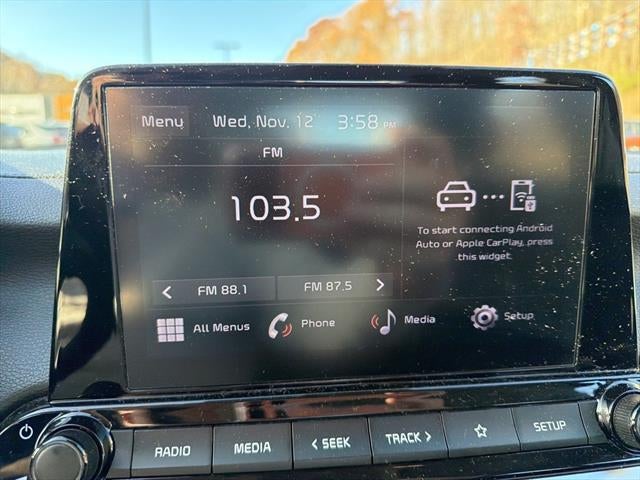 Menu Wed, Nov. 12 3:58 PM
FM
103.5
To start connecting Android
Auto or Apple CarPlay, press
this widget.
< FM 88.1 FM 87.5 >
All Menus Phone Media Setup
RADIO MEDIA < SEEK TRACK > SETUP